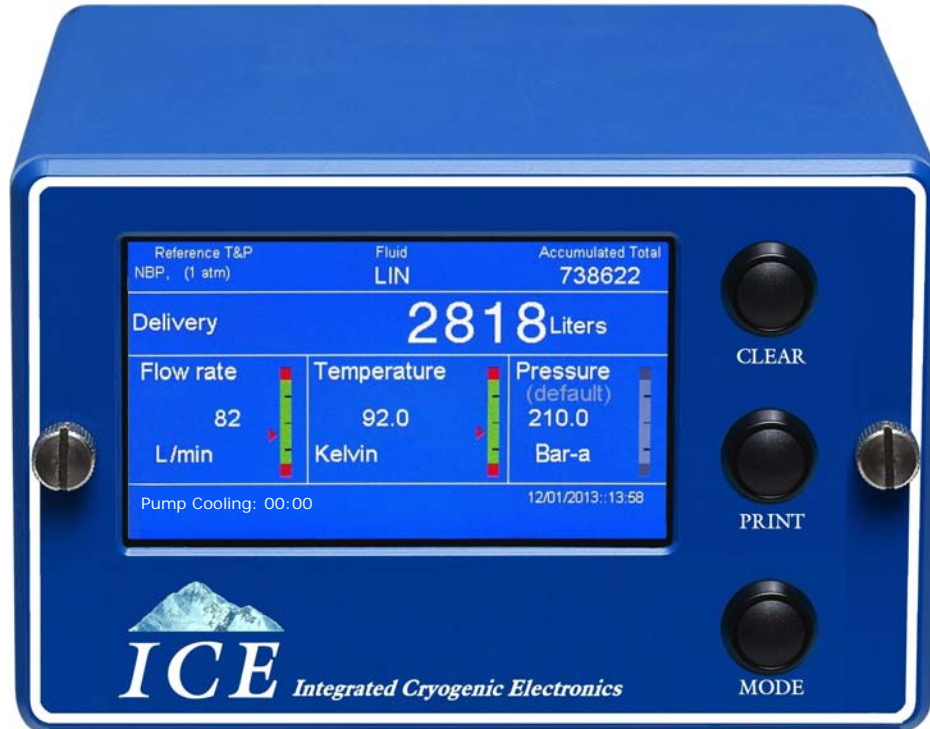 Reference T&P Fluid Accumulated Total
NBP, (1 atm) LIN 738622
Delivery 2818 Liters
Flow rate Temperature Pressure
(default)
82 92.0 210.0
L/min Kelvin Bar-a
Pump Cooling: 00:00 12/01/2013::13:58
CLEAR
PRINT
MODE
ICE Integrated Cryogenic Electronics